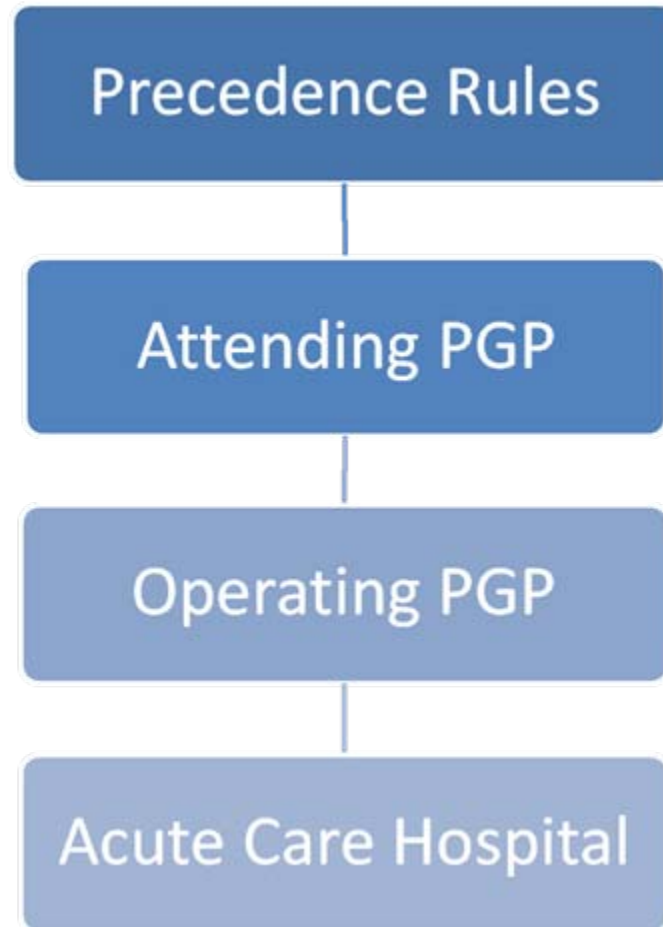 Precedence Rules
Attending PGP
Operating PGP
Acute Care Hospital